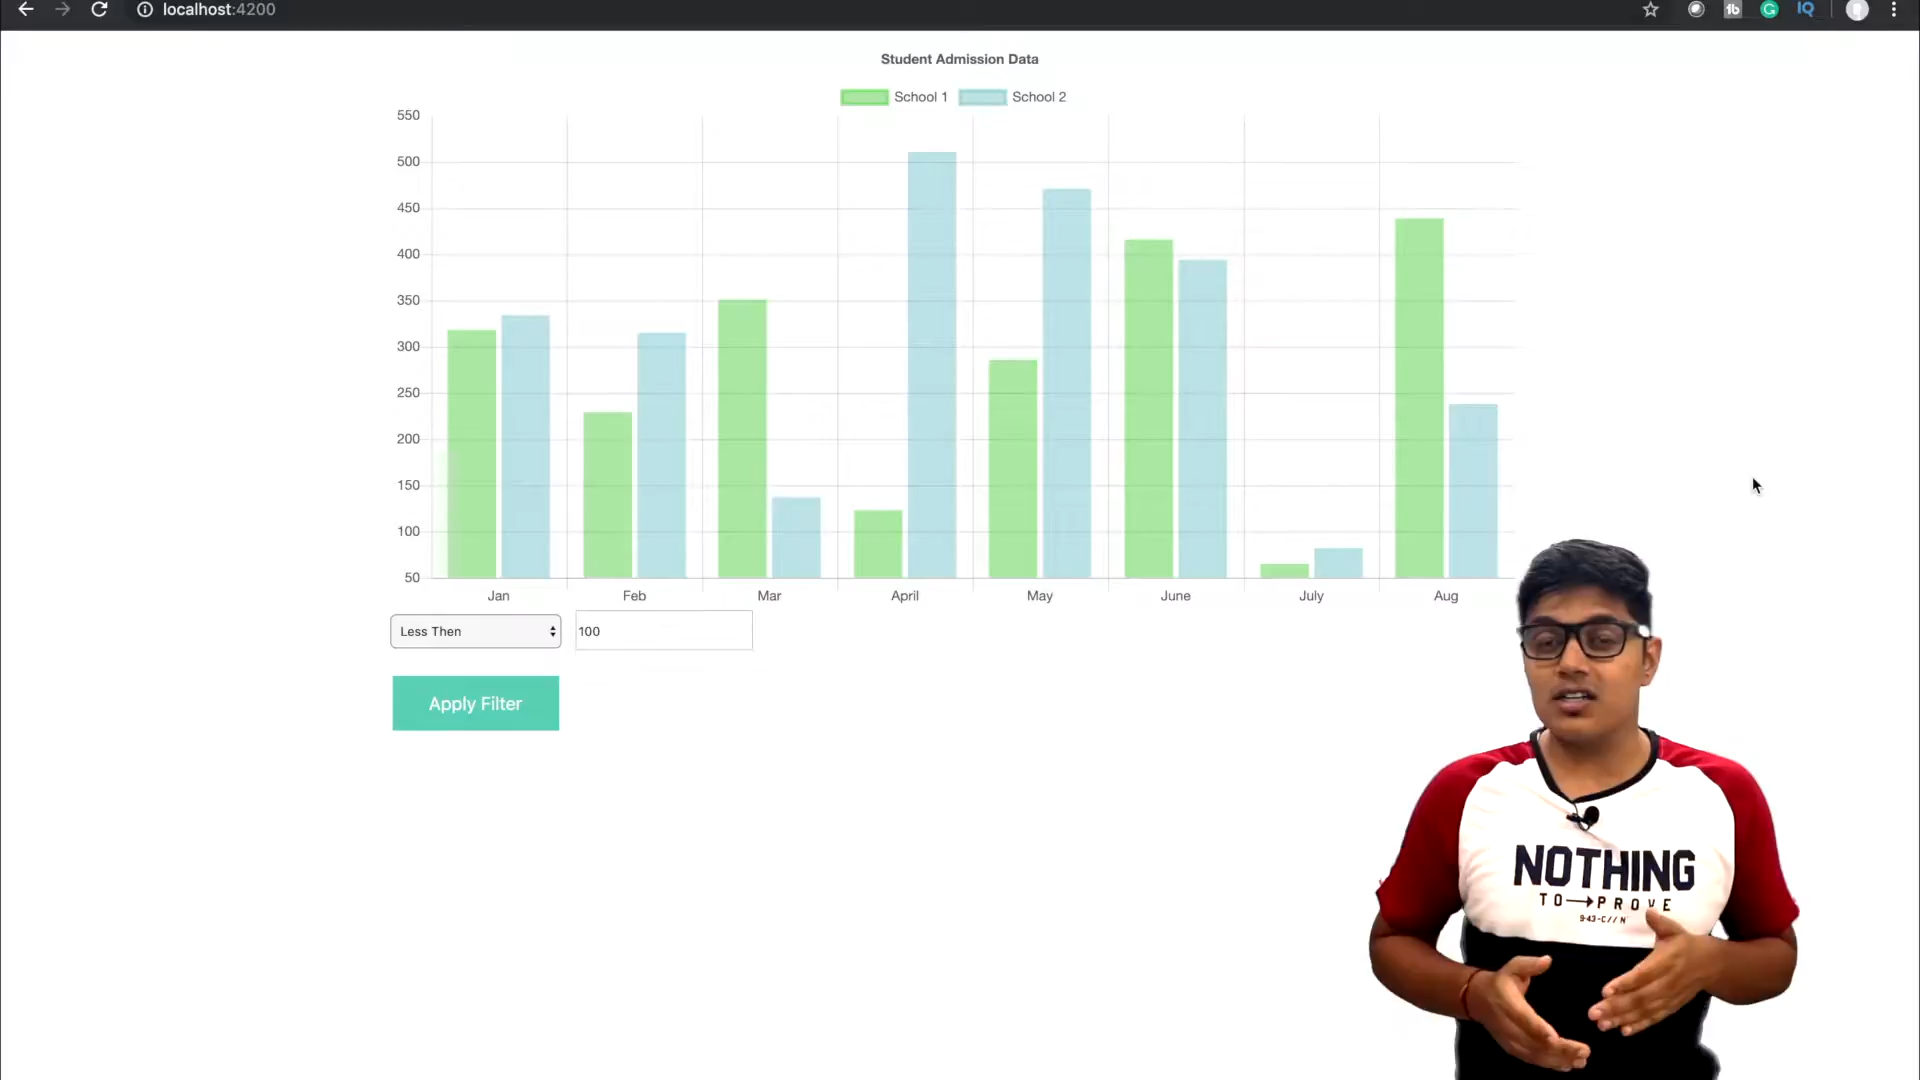 localhost:4200
Student Admission Data
School 1 School 2
550
500
450
400
350
300
250
200
150
100
50
Jan Feb Mar April May June July Aug
Less Then 100
Apply Filter
NOTHING
TO PROVE